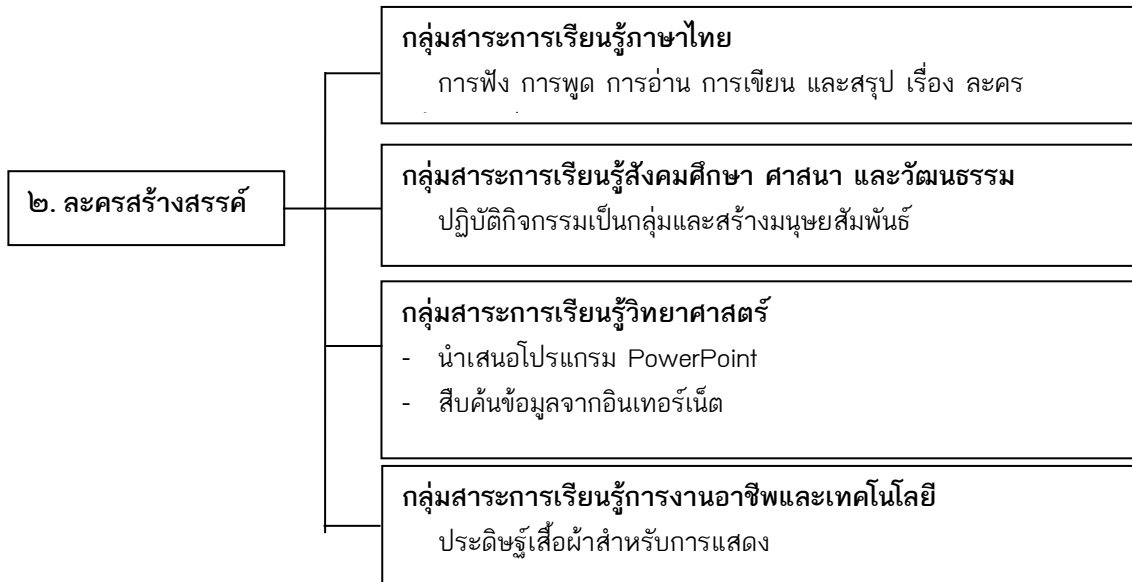 กลุ่มสาระการเรียนรู้ภาษาไทย
การฟัง การพูด การอ่าน การเขียน และสรุป เรื่อง ละคร
๒. ละครสร้างสรรค์
กลุ่มสาระการเรียนรู้สังคมศึกษา ศาสนา และวัฒนธรรม
ปฏิบัติกิจกรรมเป็นกลุ่มและสร้างมนุษยสัมพันธ์
กลุ่มสาระการเรียนรู้วิทยาศาสตร์
- นำเสนอโปรแกรม PowerPoint
- สืบค้นข้อมูลจากอินเทอร์เน็ต
กลุ่มสาระการเรียนรู้การงานอาชีพและเทคโนโลยี
ประดิษฐ์เสื้อผ้าสำหรับการแสดง